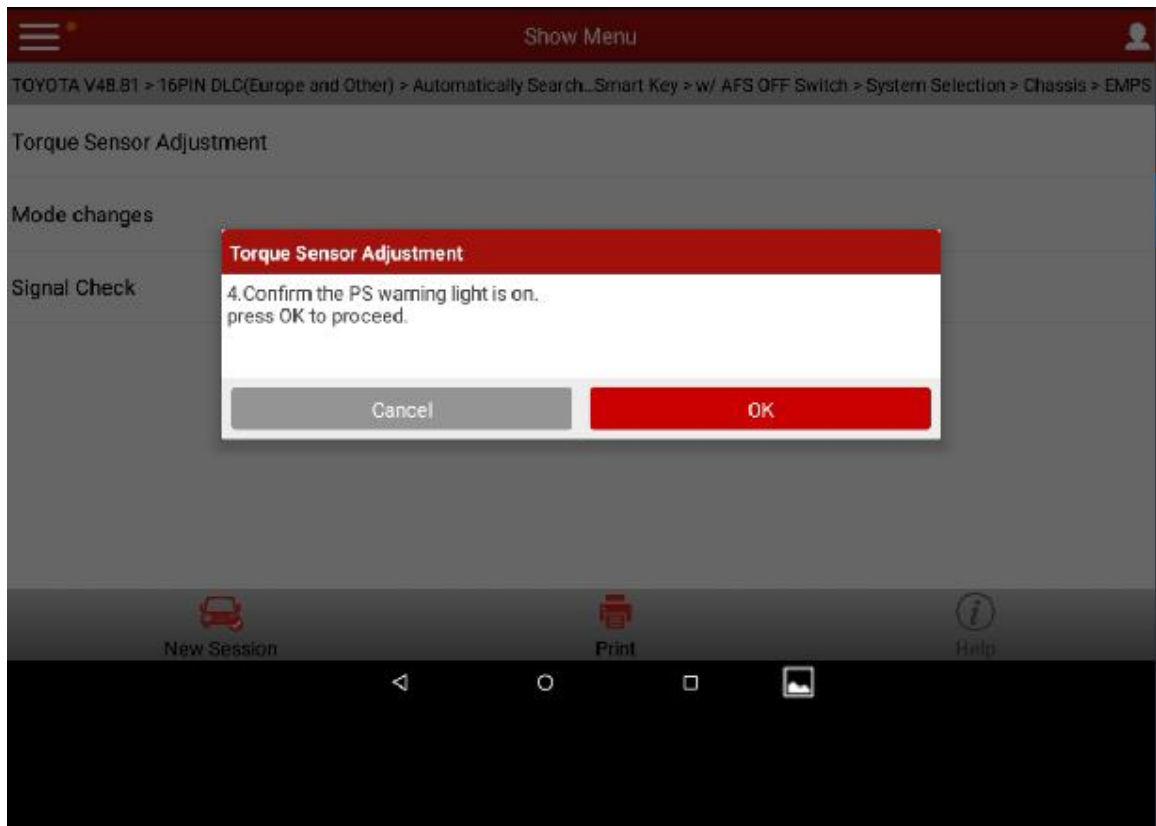 Show Menu
TOYOTA V48.81 > 16PIN DLC(Europe and Other) > Automatically Search...Smart Key > w/ AFS OFF Switch > System Selection > Chassis > EMPS
Torque Sensor Adjustment
Mode changes
Signal Check
Torque Sensor Adjustment
4.Confirm the PS warning light is on.
press OK to proceed.
Cancel OK
New Session Print Help